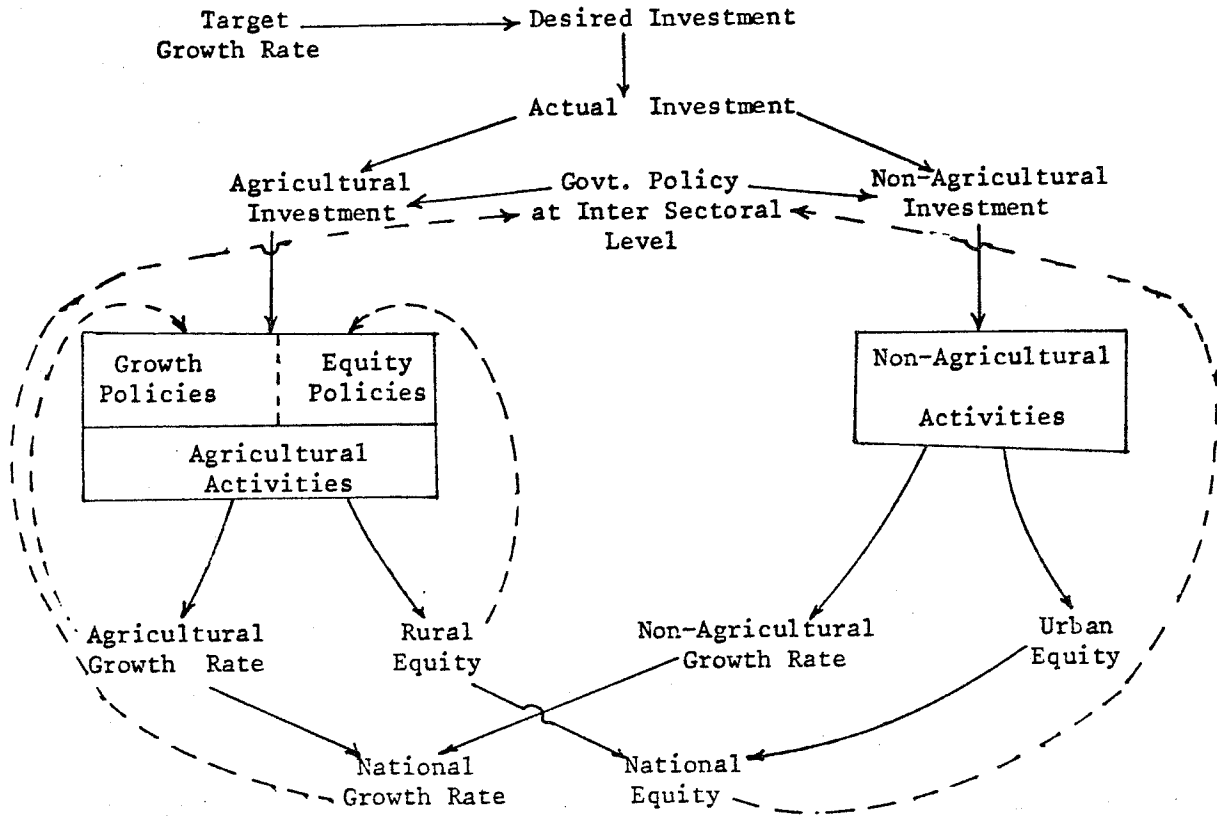 Target
Growth Rate
Desired Investment
Actual Investment
Agricultural
Investment
Govt. Policy
at Inter Sectoral
Level
Non-Agricultural
Investment
Growth
Policies
Equity
Policies
Agricultural
Activities
Non-Agricultural
Activities
Agricultural
Growth Rate
Rural
Equity
Non-Agricultural
Growth Rate
Urban
Equity
National
Growth Rate
National
Equity